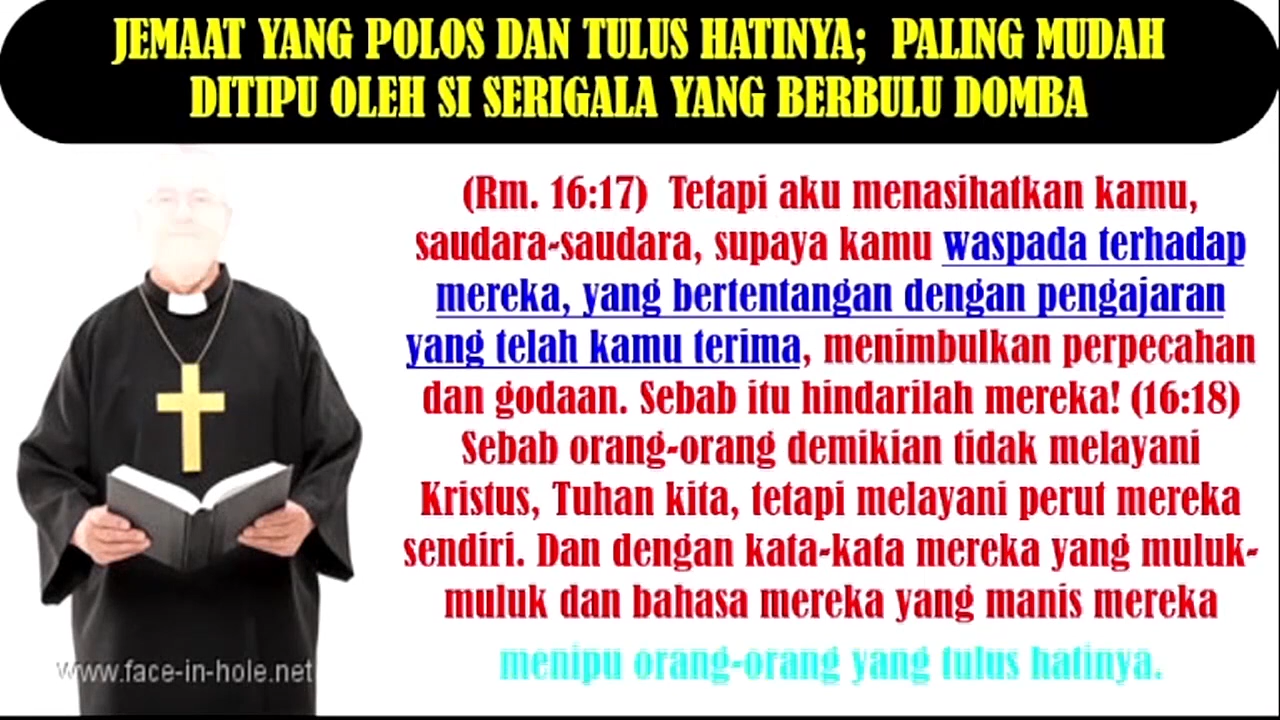 JEMAAT YANG POLOS DAN TULUS HATINYA; PALING MUDAH
DITIPU OLEH SI SERIGALA YANG BERBULU DOMBA
(Rm. 16:17) Tetapi aku menasihatkan kamu,
saudara-saudara, supaya kamu waspada terhadap
mereka, yang bertentangan dengan pengajaran
yang telah kamu terima, menimbulkan perpecahan
dan godaan. Sebab itu hindarilah mereka! (16:18)
Sebab orang-orang demikian tidak melayani
Kristus, Tuhan kita, tetapi melayani perut mereka
sendiri. Dan dengan kata-kata mereka yang muluk-
muluk dan bahasa mereka yang manis mereka
menipu orang-orang yang tulus hatinya.
www.face-in-hole.net